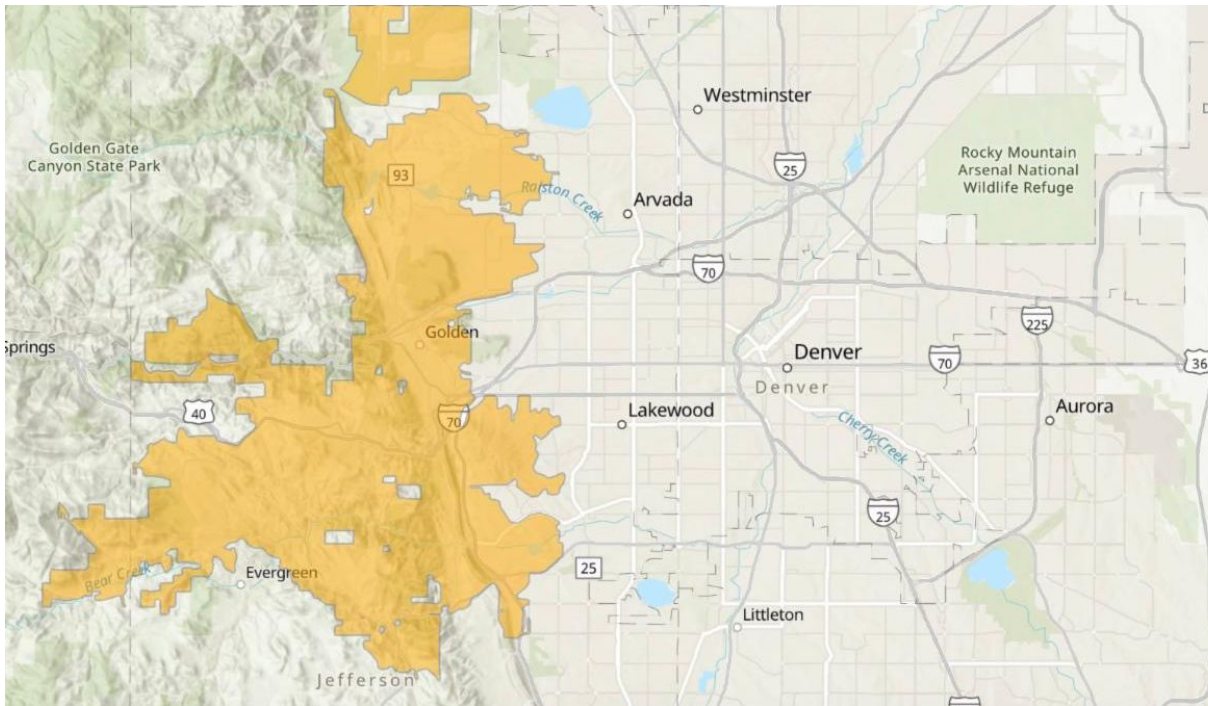 Westminster
Golden Gate
Canyon State Park
25
Rocky Mountain
Arsenal National
Wildlife Refuge
93
Ralston Creek
Arvada
70
225
Golden
Springs
Denver
70
36
Denver
40
70
Lakewood
Aurora
Cherry Creek
25
Bear Creek
Evergreen
25
Littleton
Jefferson